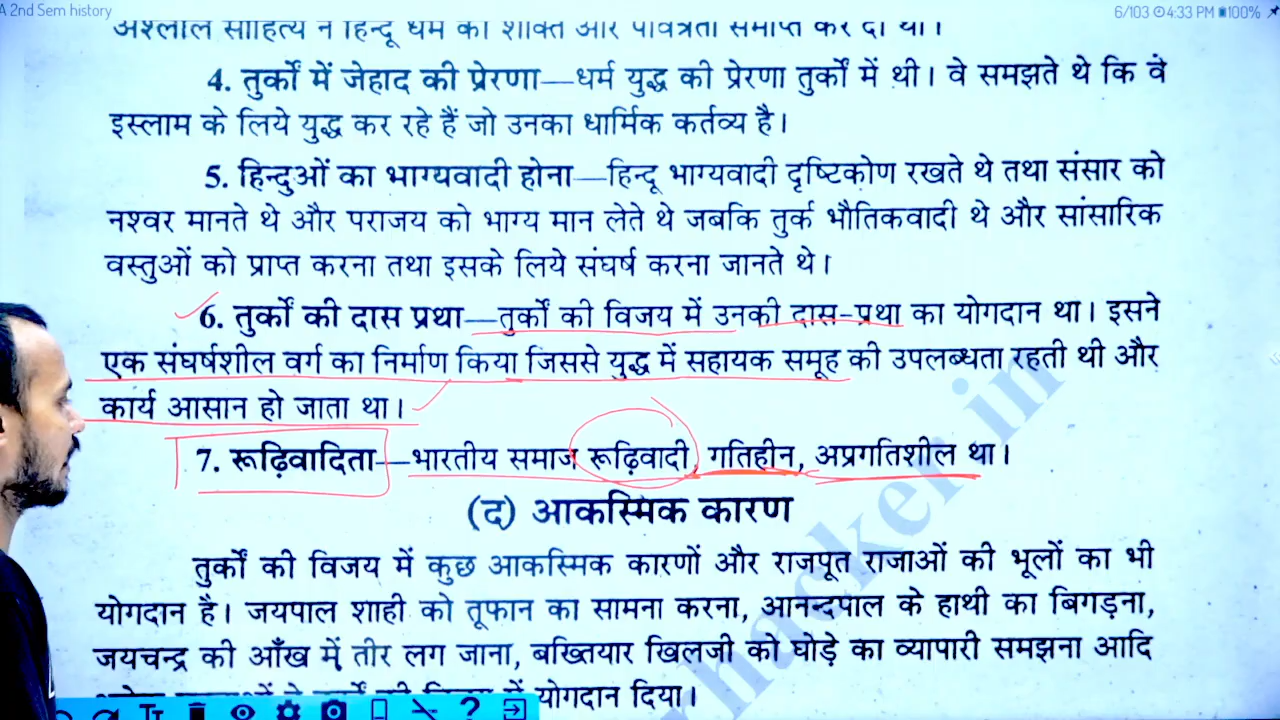 A 2nd Sem history
6/103 4:33 PM 100%
अश्लील साहित्य ने हिन्दू धर्म की शक्ति और पवित्रता समाप्त कर दी थी।
4. तुर्कों में जेहाद की प्रेरणा—धर्म युद्ध की प्रेरणा तुर्कों में थी। वे समझते थे कि वे
इस्लाम के लिये युद्ध कर रहे हैं जो उनका धार्मिक कर्तव्य है।
5. हिन्दुओं का भाग्यवादी होना—हिन्दू भाग्यवादी दृष्टिकोण रखते थे तथा संसार को
नश्वर मानते थे और पराजय को भाग्य मान लेते थे जबकि तुर्क भौतिकवादी थे और सांसारिक
वस्तुओं को प्राप्त करना तथा इसके लिये संघर्ष करना जानते थे।
6. तुर्कों की दास प्रथा—तुर्कों की विजय में उनकी दास-प्रथा का योगदान था। इसने
एक संघर्षशील वर्ग का निर्माण किया जिससे युद्ध में सहायक समूह की उपलब्धता रहती थी और
कार्य आसान हो जाता था।
7. रूढ़िवादिता—भारतीय समाज रूढ़िवादी, गतिहीन, अप्रगतिशील था।
(द) आकस्मिक कारण
तुर्कों की विजय में कुछ आकस्मिक कारणों और राजपूत राजाओं की भूलों का भी
योगदान है। जयपाल शाही को तूफान का सामना करना, आनन्दपाल के हाथी का बिगड़ना,
जयचन्द्र की आँख में तीर लग जाना, बख्तियार खिलजी को घोड़े का व्यापारी समझना आदि
में योगदान दिया।
hacker in